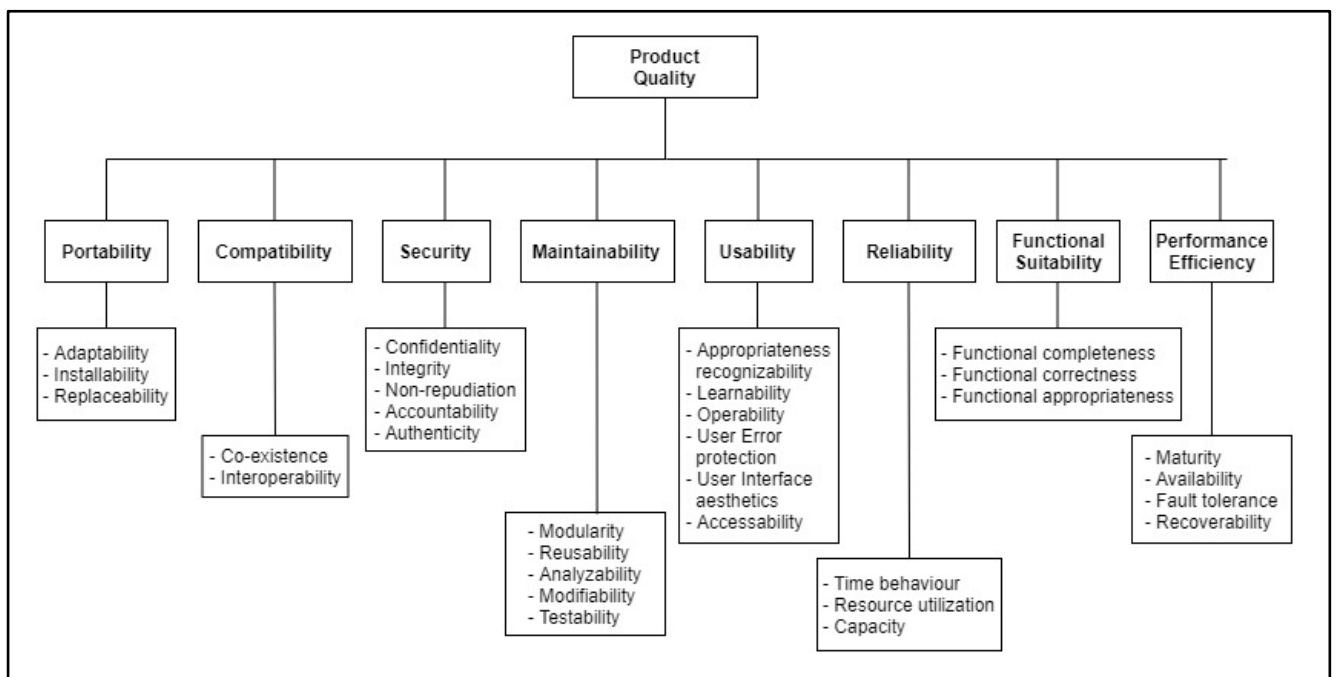 Product
Quality
Portability
Compatibility
Security
Maintainability
Usability
Reliability
Functional
Suitability
Performance
Efficiency
- Adaptability
- Installability
- Replaceability
- Co-existence
- Interoperability
- Confidentiality
- Integrity
- Non-repudiation
- Accountability
- Authenticity
- Modularity
- Reusability
- Analyzability
- Modifiability
- Testability
- Appropriateness
recognizability
- Learnability
- Operability
- User Error
protection
- User Interface
aesthetics
- Accessability
- Time behaviour
- Resource utilization
- Capacity
- Functional completeness
- Functional correctness
- Functional appropriateness
- Maturity
- Availability
- Fault tolerance
- Recoverability